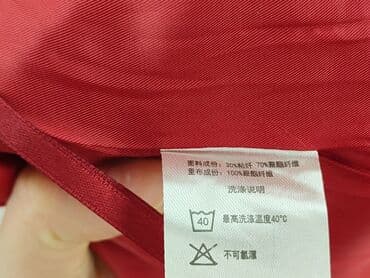 面料成份：30%粘纤 70%聚酯纤维
里布成份：100%聚酯纤维
洗涤说明
40 最高洗涤温度40℃
不可氯漂